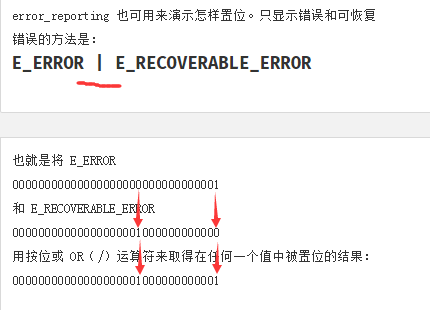 error_reporting 也可用来演示怎样置位。只显示错误和可恢复
错误的方法是：
E_ERROR | E_RECOVERABLE_ERROR
也就是将 E_ERROR
00000000000000000000000000000001
和 E_RECOVERABLE_ERROR
00000000000000000001000000000000
用按位或 OR（/）运算符来取得在任何一个值中被置位的结果：
00000000000000000001000000000001